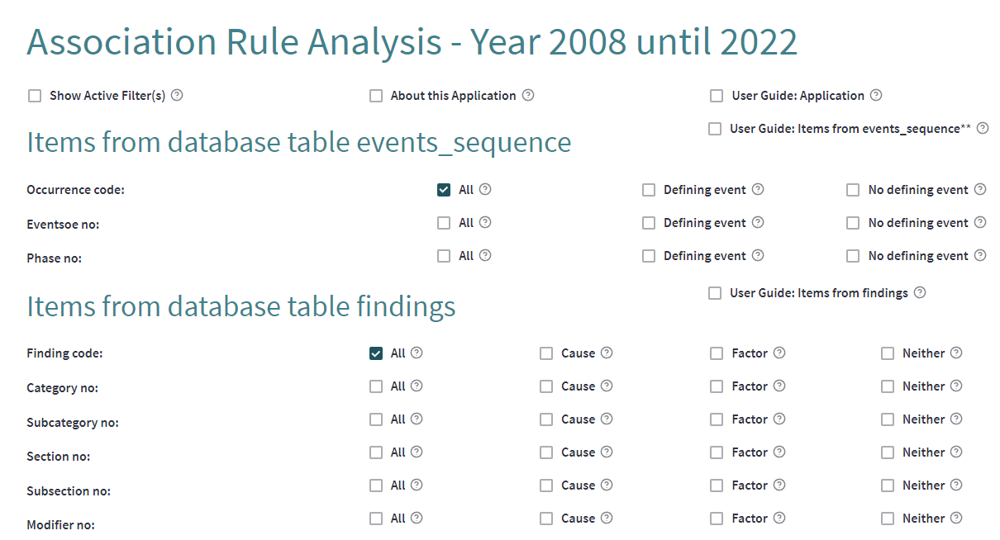 Association Rule Analysis - Year 2008 until 2022
Show Active Filter(s) About this Application User Guide: Application
User Guide: Items from events_sequence**
Items from database table events_sequence
Occurrence code: All Defining event No defining event
Eventsoe no: All Defining event No defining event
Phase no: All Defining event No defining event
User Guide: Items from findings
Items from database table findings
Finding code: All Cause Factor Neither
Category no: All Cause Factor Neither
Subcategory no: All Cause Factor Neither
Section no: All Cause Factor Neither
Subsection no: All Cause Factor Neither
Modifier no: All Cause Factor Neither